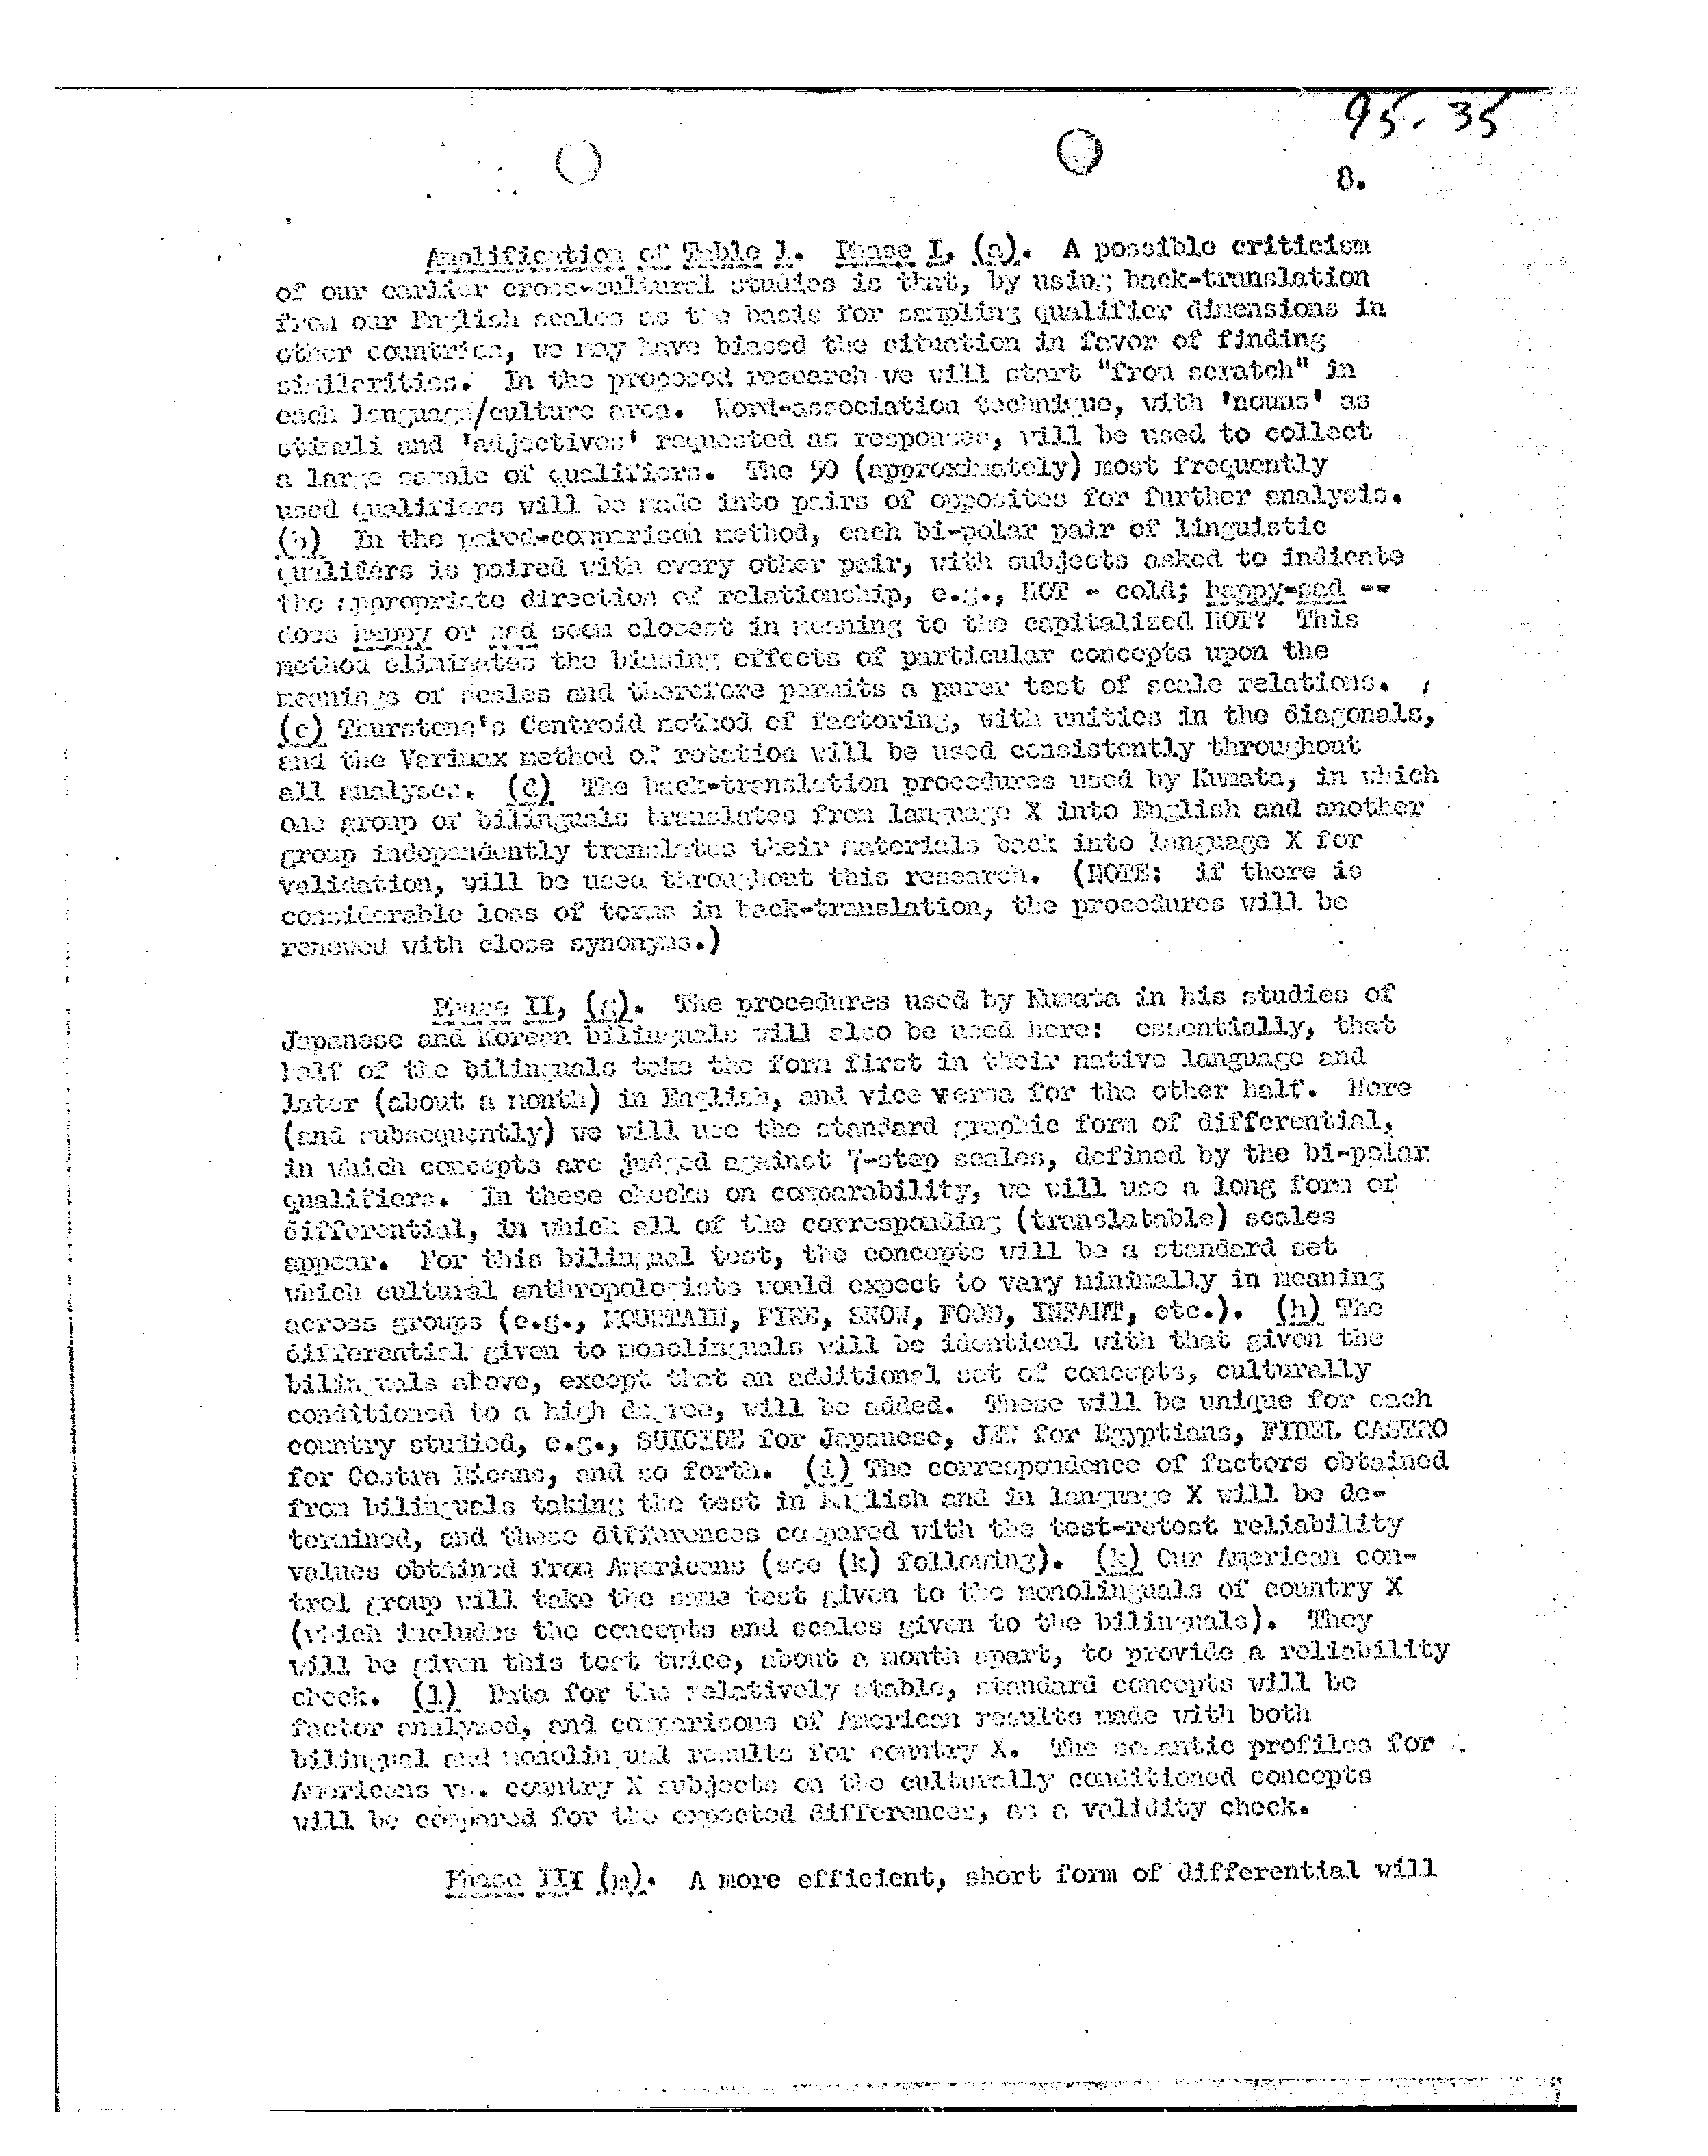 95-35
8.
Amplification of Table 1. Phase I, (a). A possible criticism
of our earlier cross-cultural studies is that, by using back-translation
from our English scales as the basis for sampling qualifier dimensions in
other countries, we may have biased the situation in favor of finding
similarities. In the proposed research we will start "from scratch" in
each language/culture area. Word-association technique, with 'nouns' as
stimuli and 'adjectives' requested as responses, will be used to collect
a large sample of qualifiers. The 50 (approximately) most frequently
used qualifiers will be made into pairs of opposites for further analysis.
(b) In the paired-comparison method, each bi-polar pair of linguistic
qualifers is paired with every other pair, with subjects asked to indicate
the appropriate direction of relationship, e.g., HOT - cold; happy-sad --
does happy or sad seem closest in meaning to the capitalized HOT? This
method eliminates the biasing effects of particular concepts upon the
meanings of scales and therefore permits a purer test of scale relations.
(c) Thurstone's Centroid method of factoring, with unities in the diagonals,
and the Varimax method of rotation will be used consistently throughout
all analyses. (d) The back-translation procedures used by Kumata, in which
one group of bilinguals translates from language X into English and another
group independently translates their materials back into language X for
validation, will be used throughout this research. (NOTE: if there is
considerable loss of terms in back-translation, the procedures will be
renewed with close synonyms.)
Phase II, (g). The procedures used by Kumata in his studies of
Japanese and Korean bilinguals will also be used here: essentially, that
half of the bilinguals take the form first in their native language and
later (about a month) in English, and vice versa for the other half. Here
(and subsequently) we will use the standard graphic form of differential,
in which concepts are judged against 7-step scales, defined by the bi-polar
qualifiers. In these checks on comparability, we will use a long form of
differential, in which all of the corresponding (translatable) scales
appear. For this bilingual test, the concepts will be a standard set
which cultural anthropologists would expect to vary minimally in meaning
across groups (e.g., MOUNTAIN, FIRE, SNOW, FOOD, INFANT, etc.). (h) The
differential given to monolinguals will be identical with that given the
bilinguals above, except that an additional set of concepts, culturally
conditioned to a high degree, will be added. These will be unique for each
country studied, e.g., SUICIDE for Japanese, JEW for Egyptians, FIDEL CASTRO
for Costra Ricans, and so forth. (i) The correspondence of factors obtained
from bilinguals taking the test in English and in language X will be de-
termined, and these differences compared with the test-retest reliability
values obtained from Americans (see (k) following). (k) Our American con-
trol group will take the same test given to the monolinguals of country X
(which includes the concepts and scales given to the bilinguals). They
will be given this test twice, about a month apart, to provide a reliability
check. (l) Data for the relatively stable, standard concepts will be
factor analyzed, and comparisons of American results made with both
bilingual and monolingual results for country X. The semantic profiles for
Americans vs. country X subjects on the culturally conditioned concepts
will be compared for the expected differences, as a validity check.
Phase III (m). A more efficient, short form of differential will